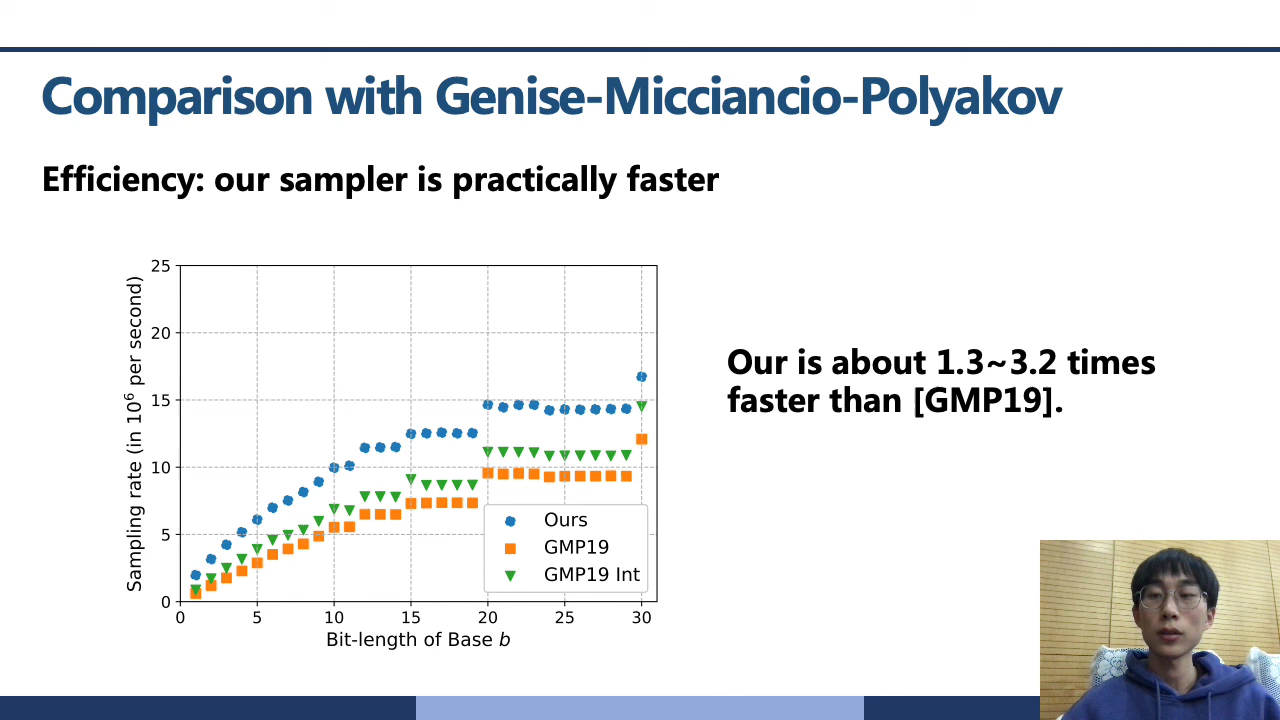 Comparison with Genise-Micciancio-Polyakov
Efficiency: our sampler is practically faster
25
20
15
10
5
0
Sampling rate (in 10⁶ per second)
0 5 10 15 20 25 30
Bit-length of Base b
Ours
GMP19
GMP19 Int
Our is about 1.3~3.2 times
faster than [GMP19].